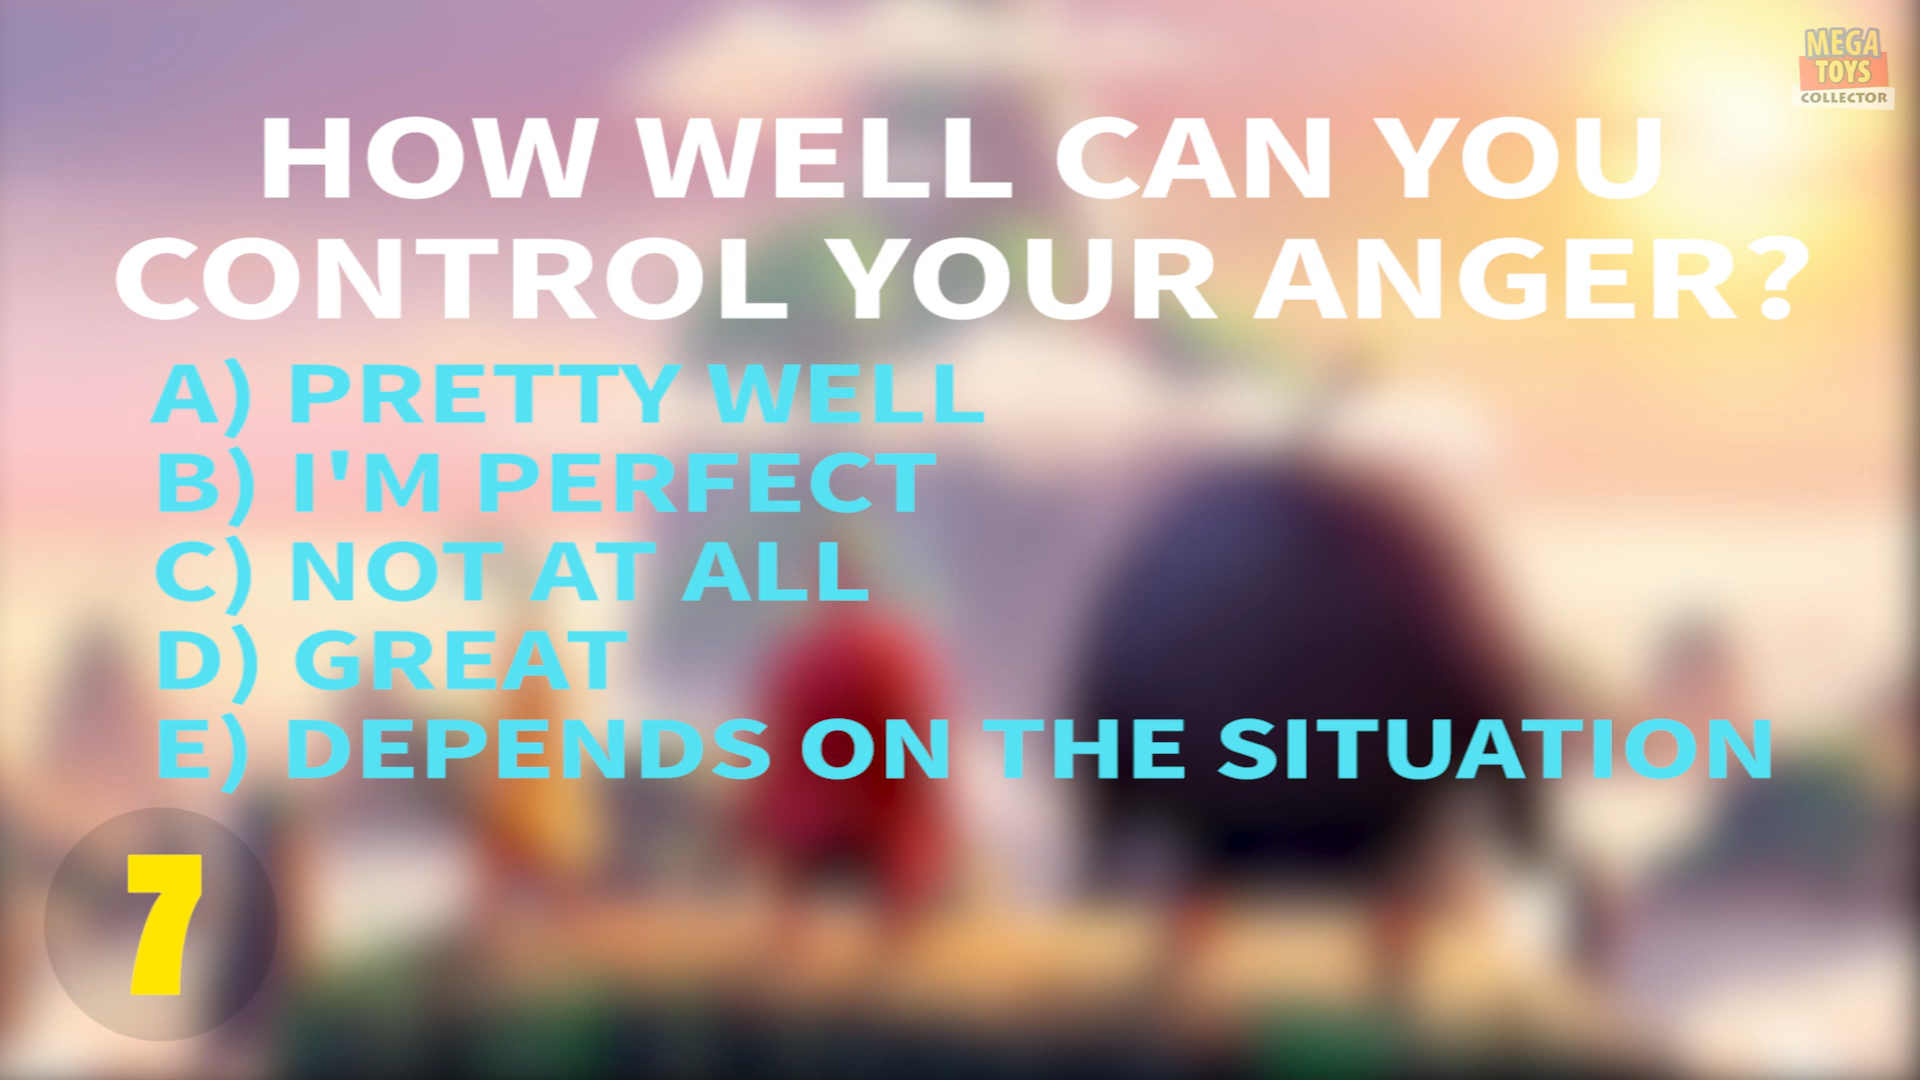 MEGA
TOYS
COLLECTOR
HOW WELL CAN YOU
CONTROL YOUR ANGER?
A) PRETTY WELL
B) I'M PERFECT
C) NOT AT ALL
D) GREAT
E) DEPENDS ON THE SITUATION
7